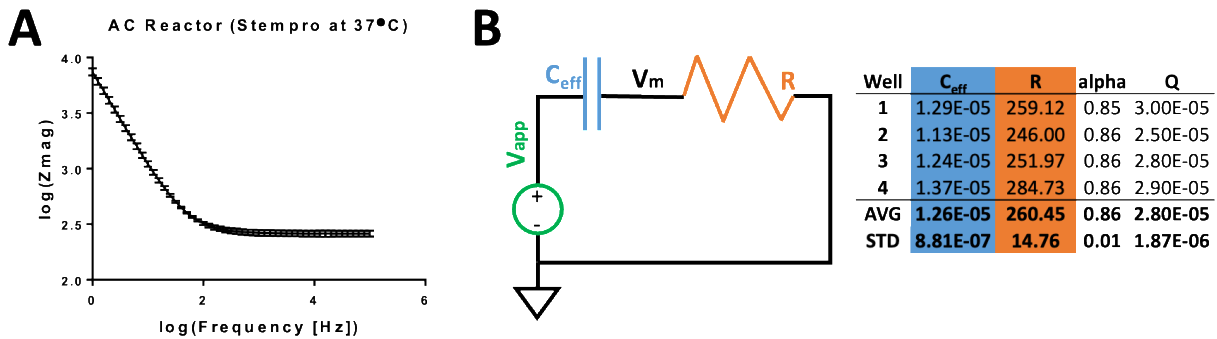 A
AC Reactor (Stempro at 37°C)
4.0
3.5
3.0
2.5
2.0
log(Zmag)
0 2 4 6
log(Frequency [Hz])
B
Ceff
Vm
R
Vapp
+
-
Well Ceff R alpha Q
1 1.29E-05 259.12 0.85 3.00E-05
2 1.13E-05 246.00 0.86 2.50E-05
3 1.24E-05 251.97 0.86 2.80E-05
4 1.37E-05 284.73 0.86 2.90E-05
AVG 1.26E-05 260.45 0.86 2.80E-05
STD 8.81E-07 14.76 0.01 1.87E-06